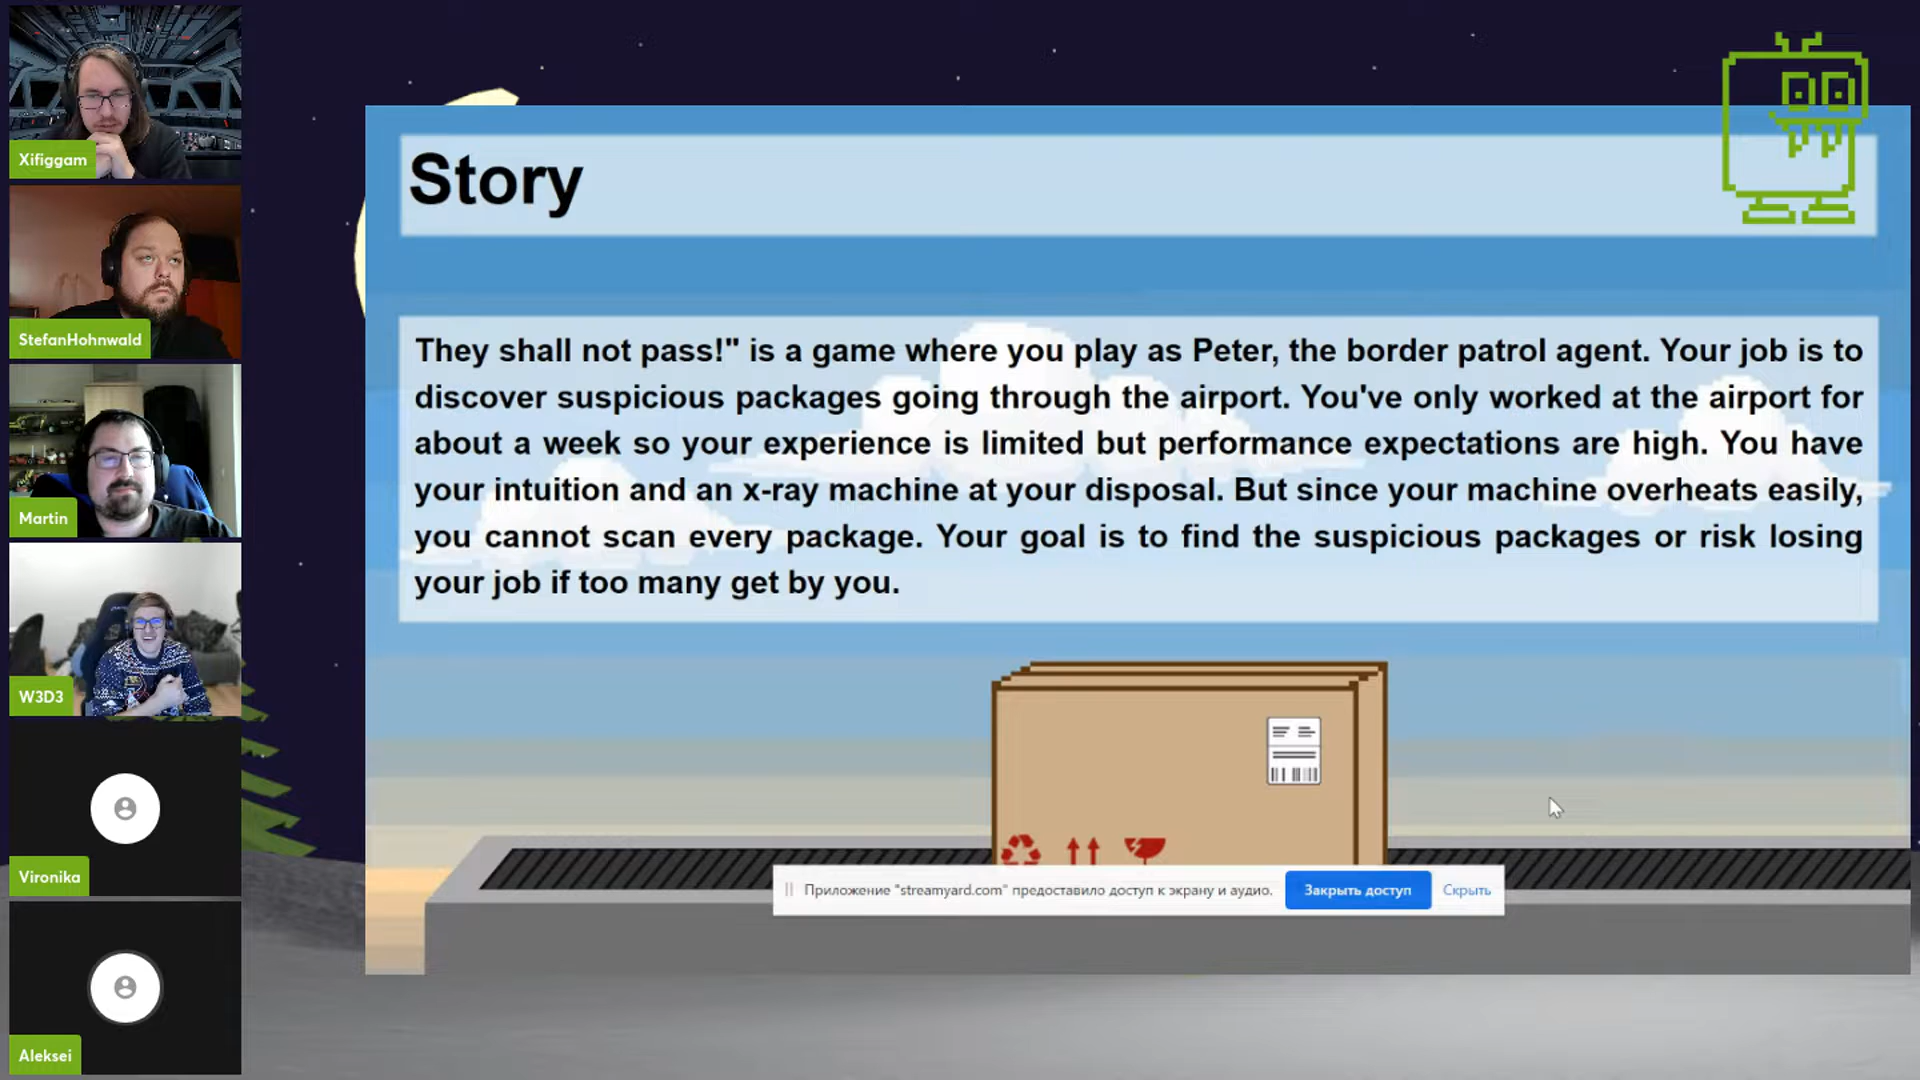 Xifiggam
StefanHohnwald
Martin
W3D3
Vironika
Aleksei
Story
They shall not pass!" is a game where you play as Peter, the border patrol agent. Your job is to
discover suspicious packages going through the airport. You've only worked at the airport for
about a week so your experience is limited but performance expectations are high. You have
your intuition and an x-ray machine at your disposal. But since your machine overheats easily,
you cannot scan every package. Your goal is to find the suspicious packages or risk losing
your job if too many get by you.
Приложение "streamyard.com" предоставило доступ к экрану и аудио.
Закрыть доступ
Скрыть